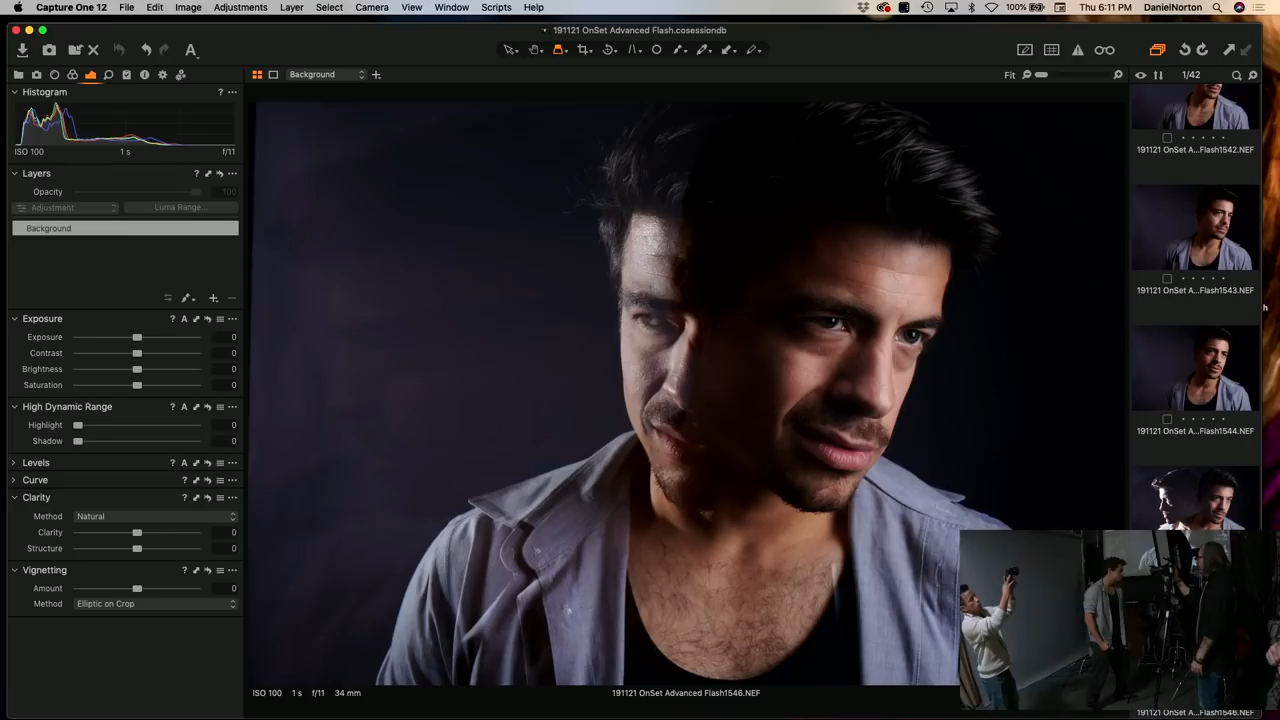 Capture One 12 File Edit Image Adjustments Layer Select Camera View Window Scripts Help 100% Thu 6:11 PM DanielNorton
191121 OnSet Advanced Flash.cosessiondb
A
Background Fit 1/42
Histogram ?
ISO 100 1 s f/11
Layers ?
Opacity 100
Adjustment Luma Range...
Background
Exposure ? A
Exposure 0
Contrast 0
Brightness 0
Saturation 0
High Dynamic Range ? A
Highlight 0
Shadow 0
Levels ? A
Curve ? A
Clarity ? A
Method Natural
Clarity 0
Structure 0
Vignetting ? A
Amount 0
Method Elliptic on Crop
ISO 100 1 s f/11 34 mm 191121 OnSet Advanced Flash1546.NEF
191121 OnSet A...Flash1542.NEF
191121 OnSet A...Flash1543.NEF
191121 OnSet A...Flash1544.NEF
191121 OnSet A...Flash1546.NEF
h